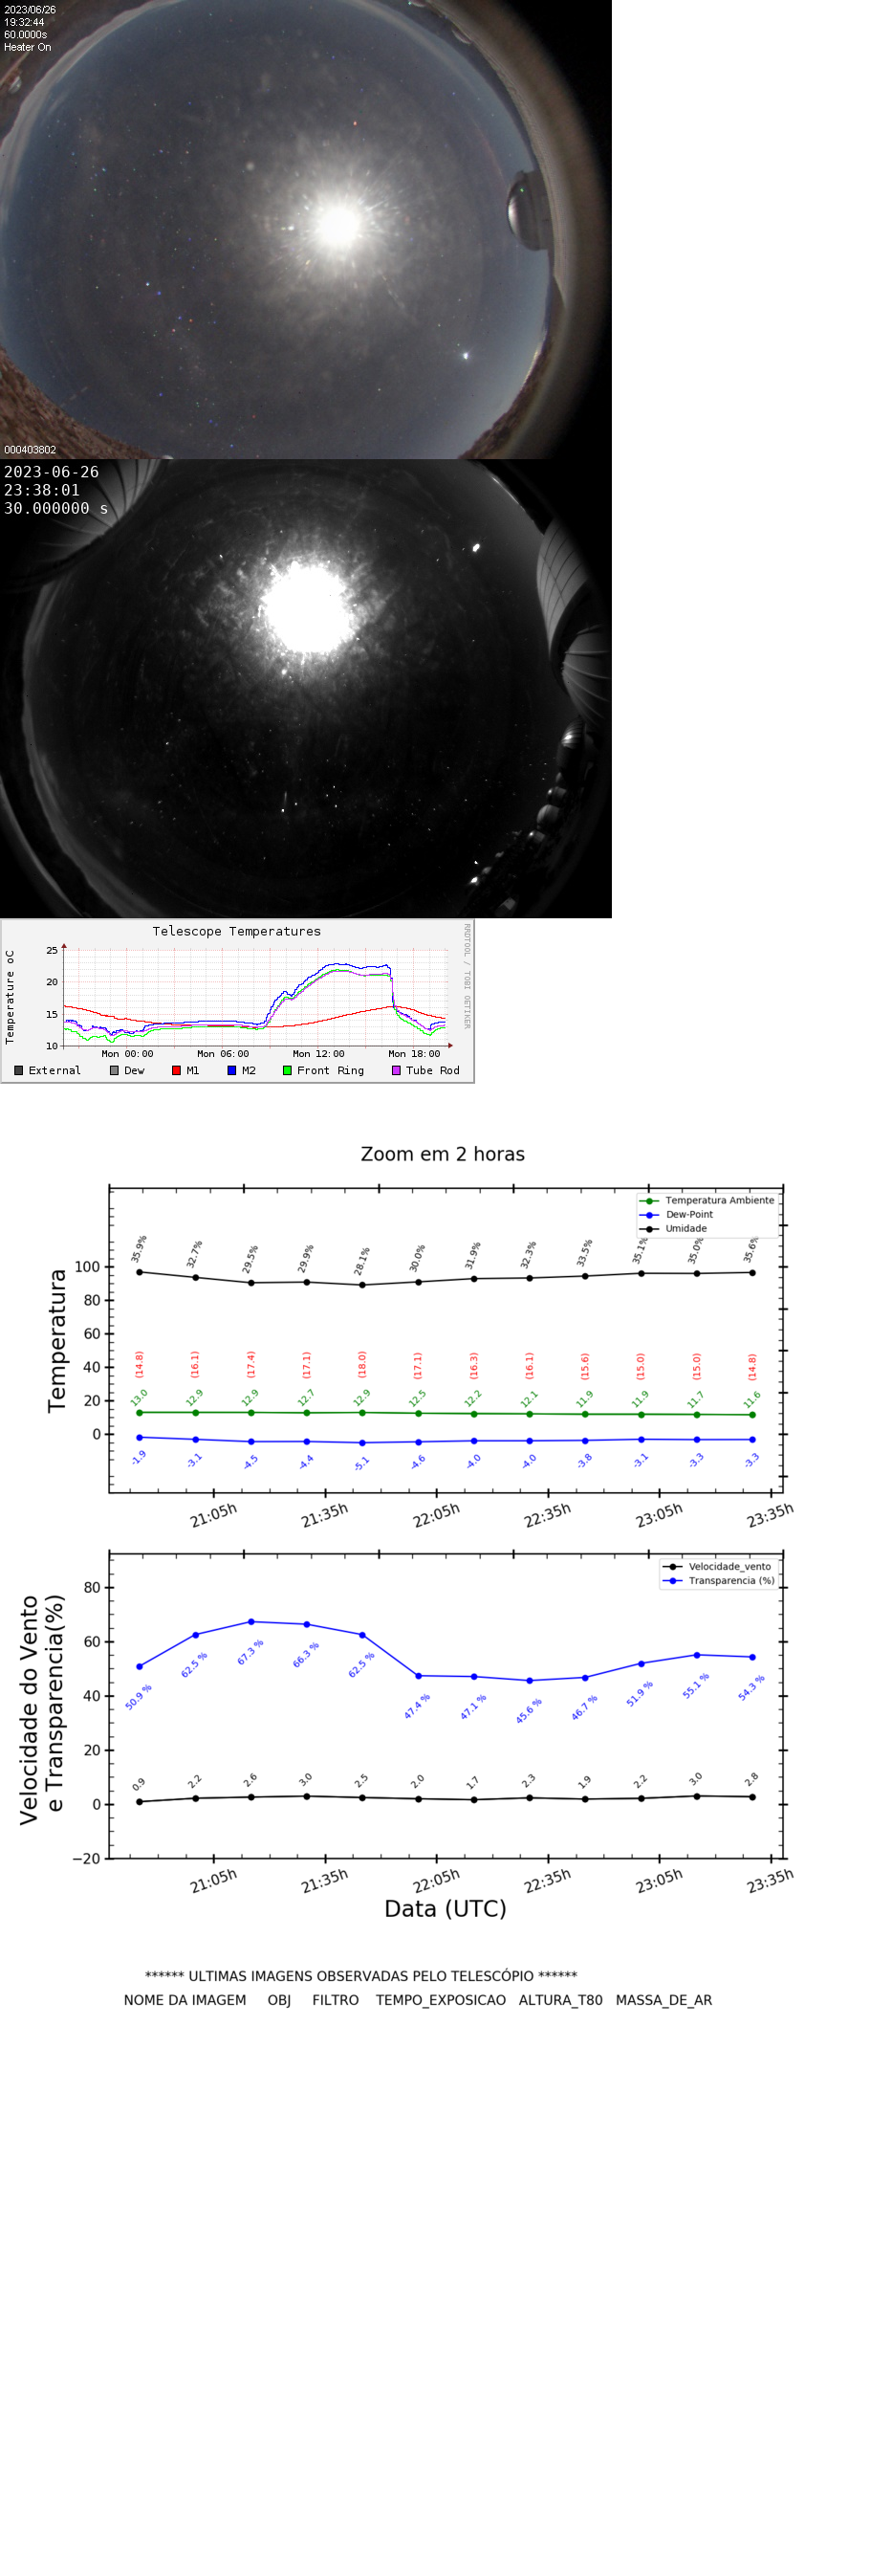 2023/06/26
19:32:44
60.0000s
Heater On
000403802
2023-06-26
23:38:01
30.000000 s
Telescope Temperatures
RRDTOOL / TOBI OETIKER
Temperature oC
25
20
15
10
Mon 00:00 Mon 06:00 Mon 12:00 Mon 18:00
External Dew M1 M2 Front Ring Tube Rod
Zoom em 2 horas
Temperatura Ambiente
Dew-Point
Umidade
Temperatura
100
80
60
40
20
0
35.9% 32.7% 29.5% 29.9% 28.1% 30.0% 31.9% 32.3% 33.5% 35.1% 35.0% 35.6%
(14.8) (16.1) (17.4) (17.1) (18.0) (17.1) (16.3) (16.1) (15.6) (15.0) (15.0) (14.8)
13.0 12.9 12.9 12.7 12.9 12.5 12.2 12.1 11.9 11.9 11.7 11.6
-1.9 -3.1 -4.5 -4.4 -5.1 -4.6 -4.0 -4.0 -3.8 -3.1 -3.3 -3.3
21:05h 21:35h 22:05h 22:35h 23:05h 23:35h
Velocidade_vento
Transparencia (%)
Velocidade do Vento
e Transparencia(%)
80
60
40
20
0
−20
50.9 % 62.5 % 67.3 % 66.3 % 62.5 % 47.4 % 47.1 % 45.6 % 46.7 % 51.9 % 55.1 % 54.3 %
0.9 2.2 2.6 3.0 2.5 2.0 1.7 2.3 1.9 2.2 3.0 2.8
21:05h 21:35h 22:05h 22:35h 23:05h 23:35h
Data (UTC)
****** ULTIMAS IMAGENS OBSERVADAS PELO TELESCÓPIO ******
NOME DA IMAGEM OBJ FILTRO TEMPO_EXPOSICAO ALTURA_T80 MASSA_DE_AR